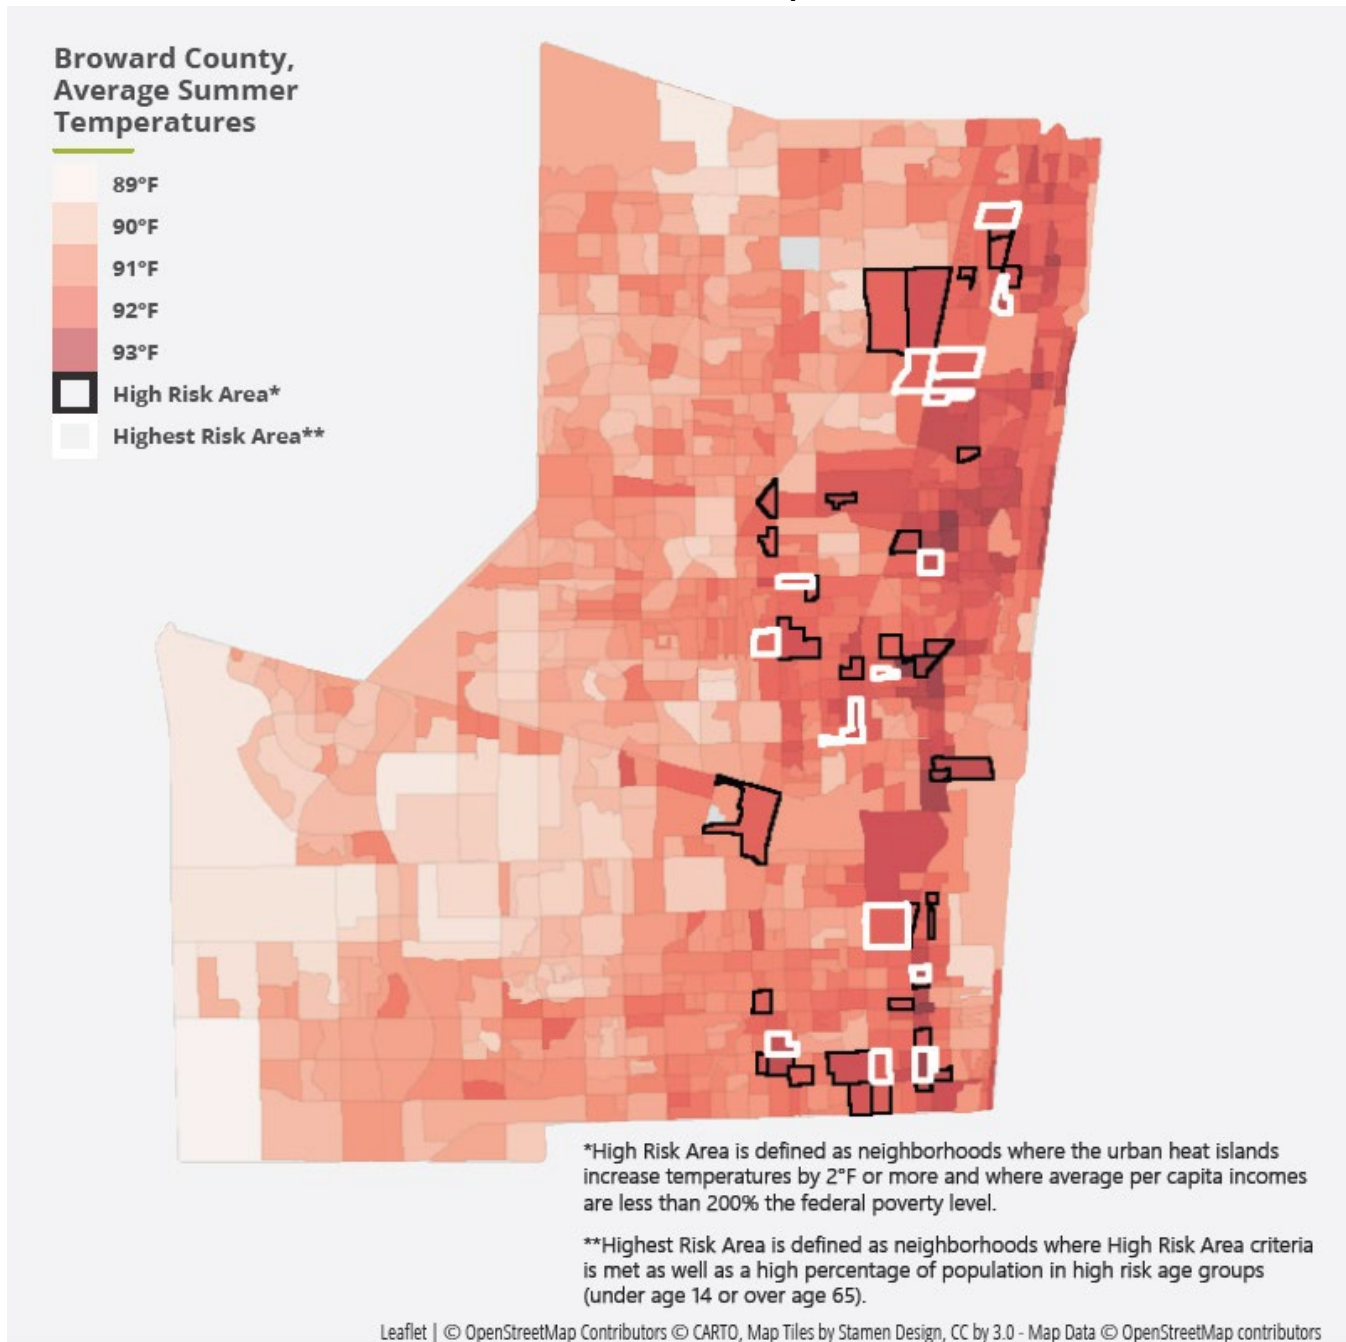 Broward County,
Average Summer
Temperatures
89°F
90°F
91°F
92°F
93°F
High Risk Area*
Highest Risk Area**
*High Risk Area is defined as neighborhoods where the urban heat islands
increase temperatures by 2°F or more and where average per capita incomes
are less than 200% the federal poverty level.
**Highest Risk Area is defined as neighborhoods where High Risk Area criteria
is met as well as a high percentage of population in high risk age groups
(under age 14 or over age 65).
Leaflet | © OpenStreetMap Contributors © CARTO, Map Tiles by Stamen Design, CC by 3.0 - Map Data © OpenStreetMap contributors